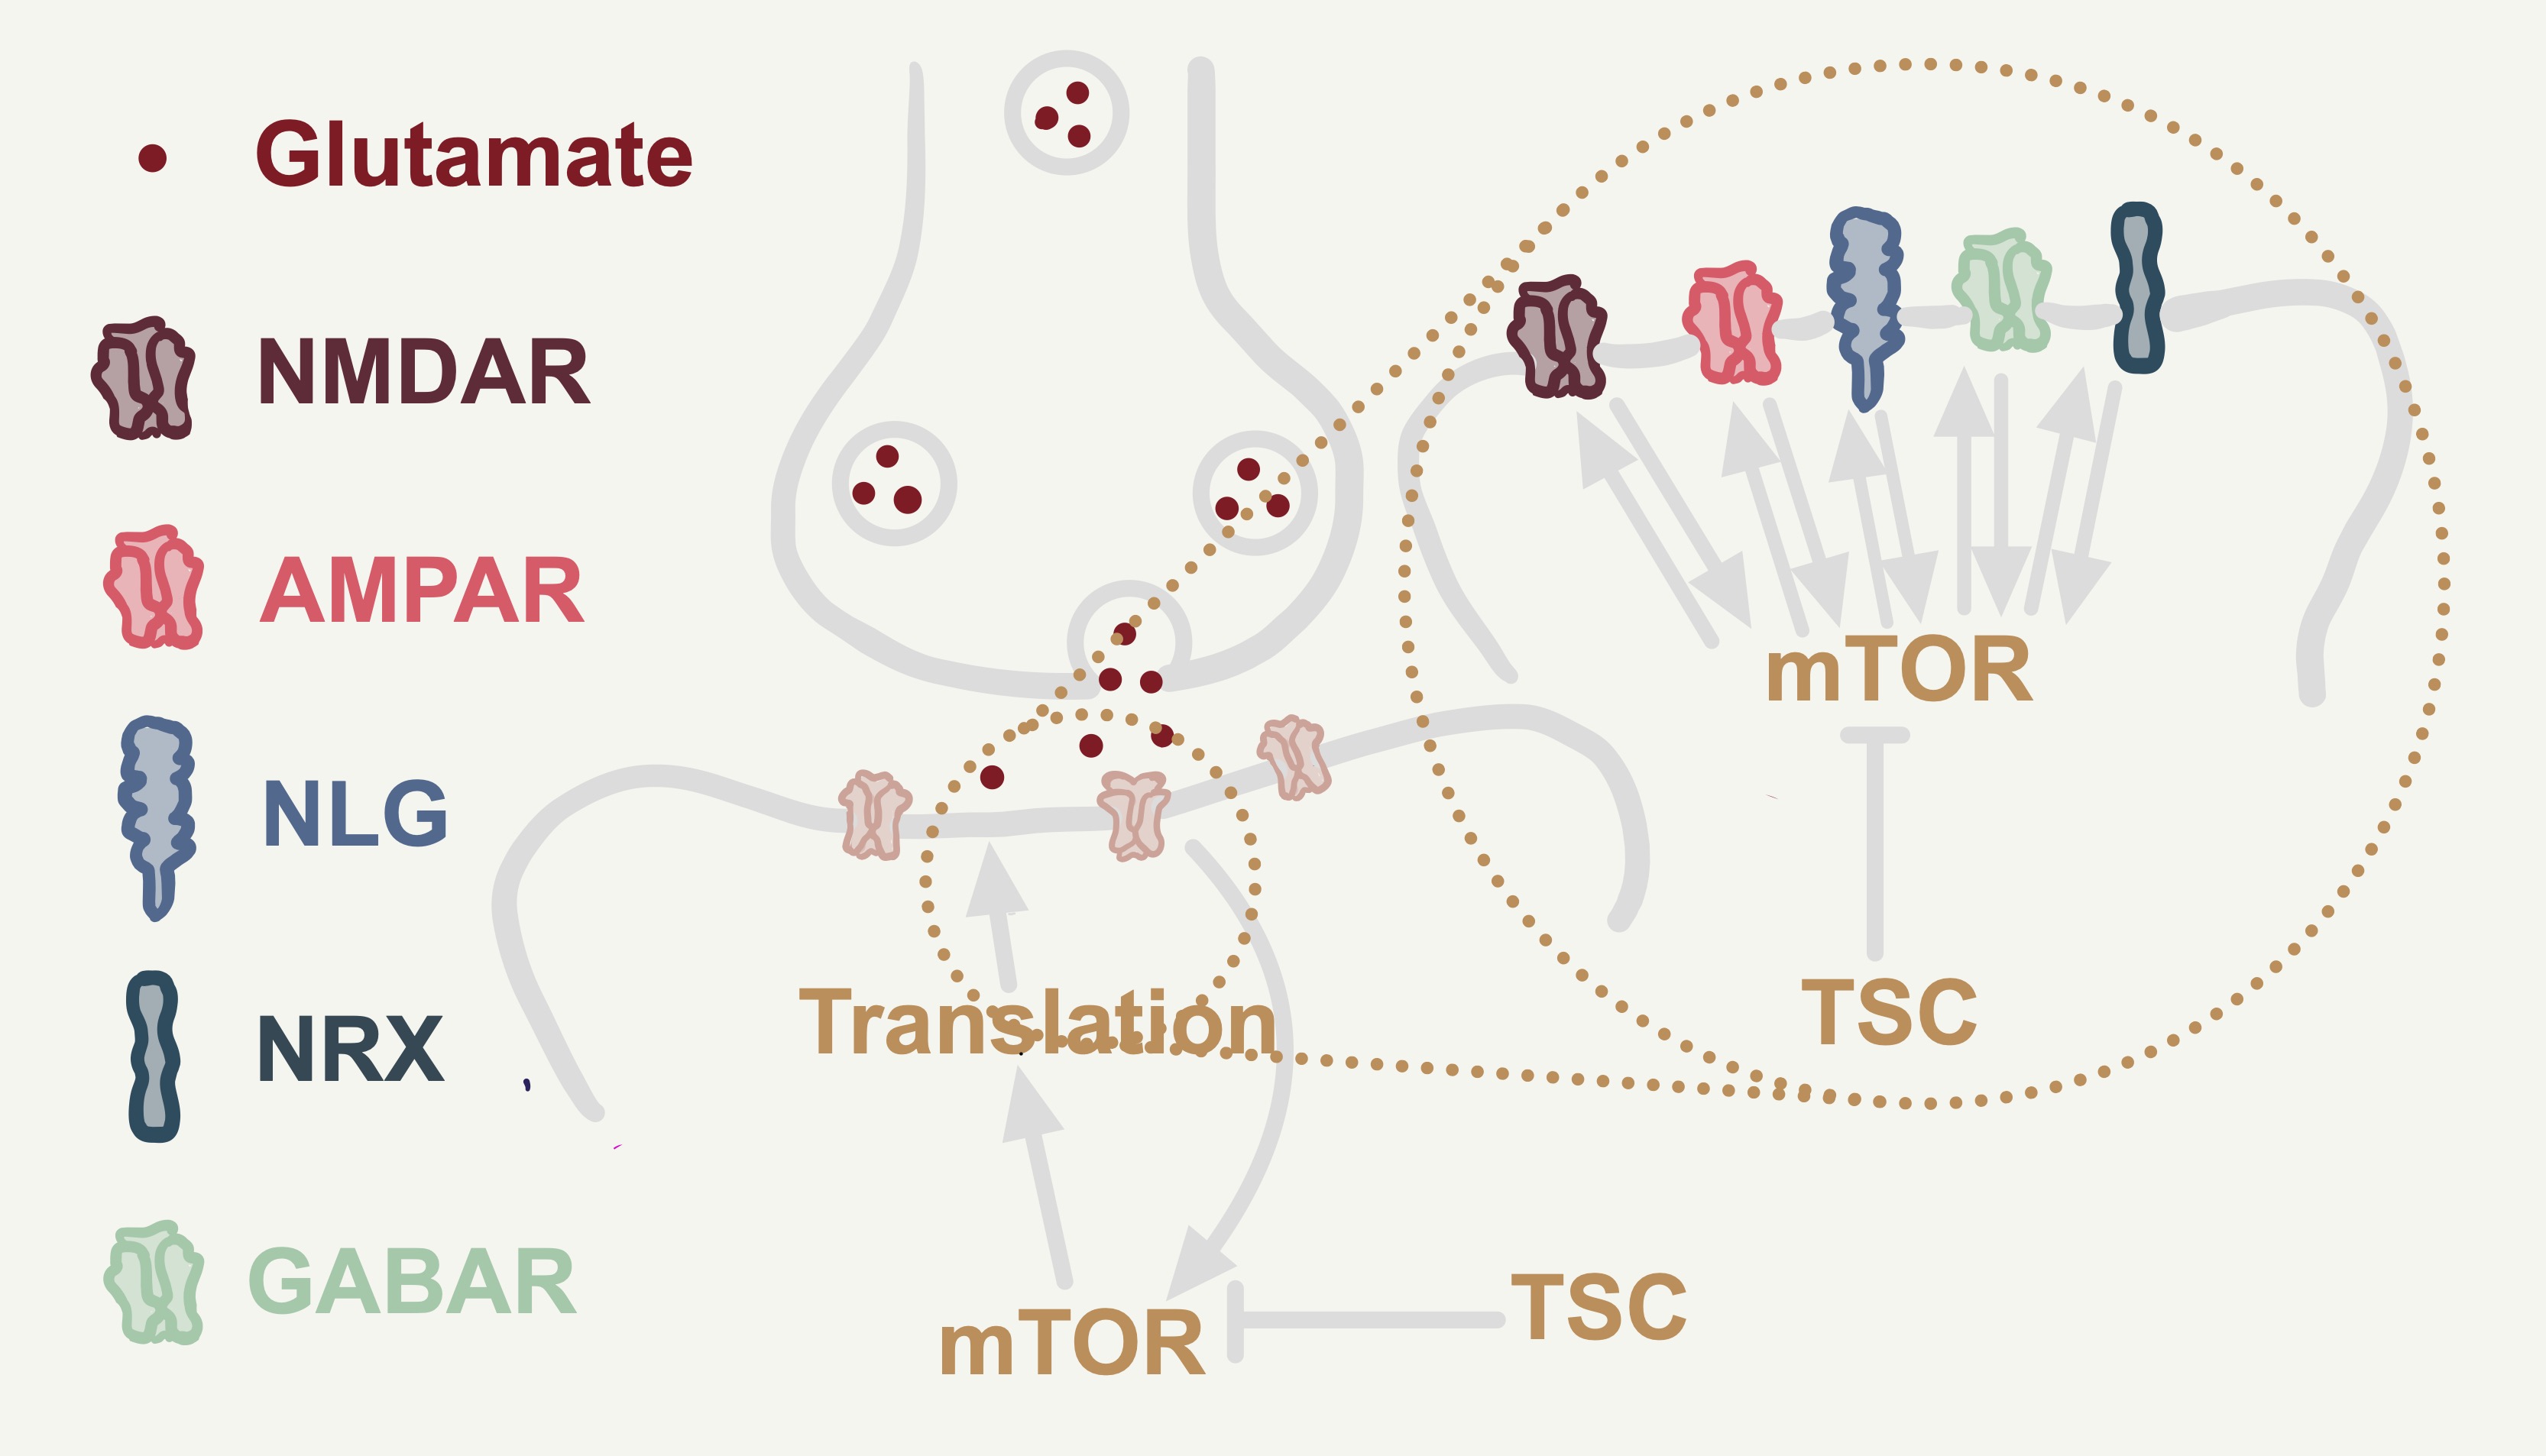 Glutamate
NMDAR
AMPAR
NLG
NRX
GABAR
Translation
mTOR
TSC
mTOR
TSC